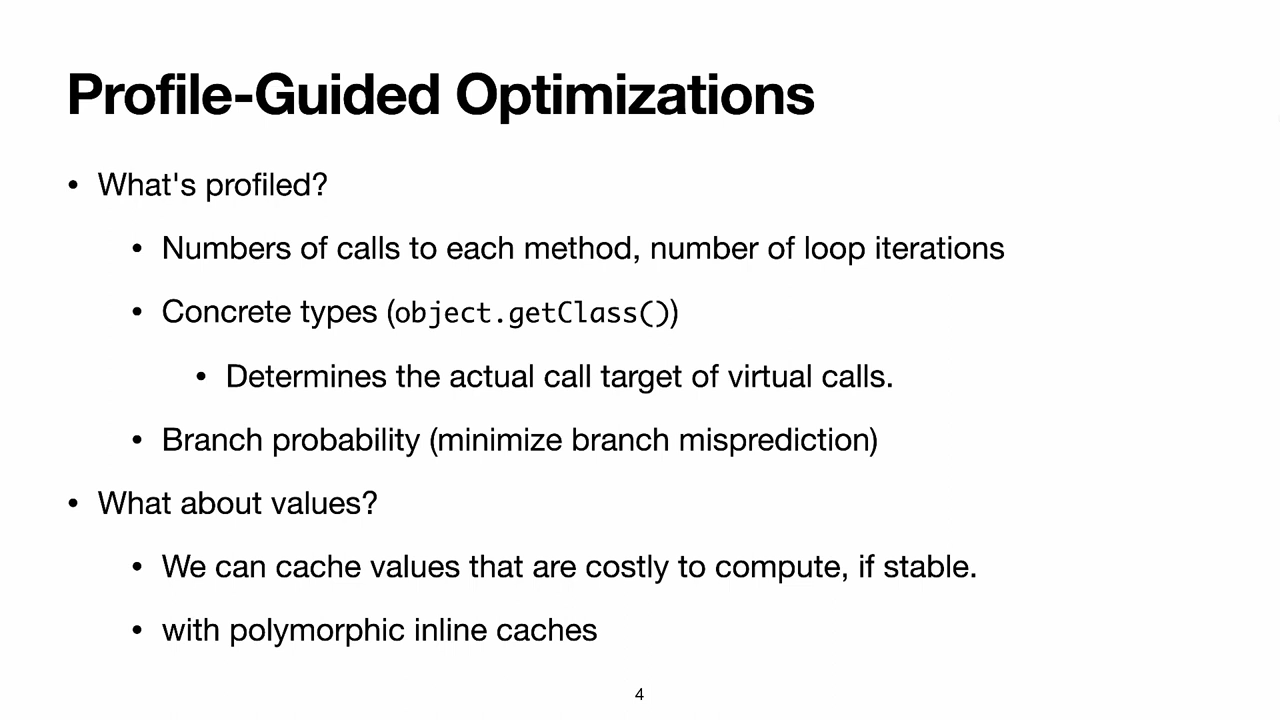 Profile-Guided Optimizations
• What's profiled?
• Numbers of calls to each method, number of loop iterations
• Concrete types (object.getClass())
• Determines the actual call target of virtual calls.
• Branch probability (minimize branch misprediction)
• What about values?
• We can cache values that are costly to compute, if stable.
• with polymorphic inline caches
4